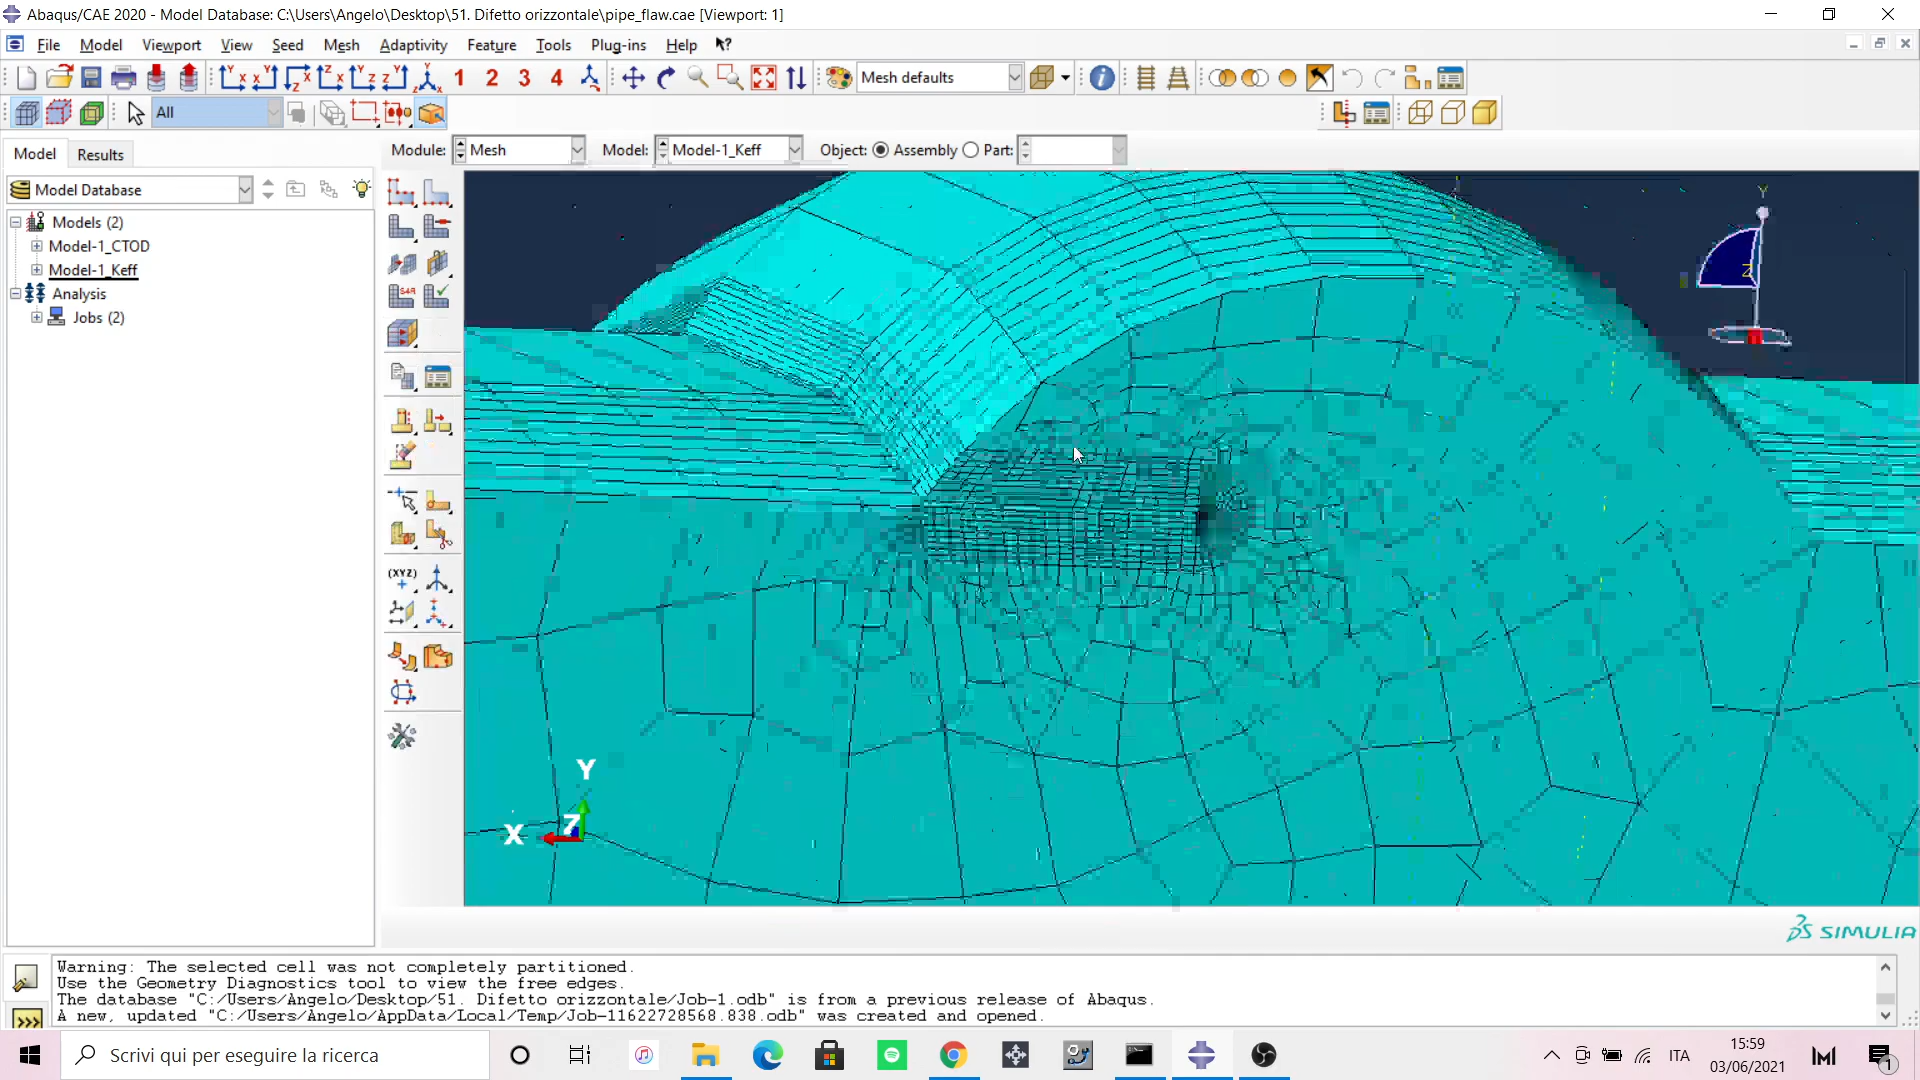 Abaqus/CAE 2020 - Model Database: C:\Users\Angelo\Desktop\51. Difetto orizzontale\pipe_flaw.cae [Viewport: 1]
File Model Viewport View Seed Mesh Adaptivity Feature Tools Plug-ins Help
1 2 3 4 Mesh defaults
All
Model Results
Module: Mesh Model: Model-1_Keff Object: Assembly Part:
Model Database
Models (2)
Model-1_CTOD
Model-1_Keff
Analysis
Jobs (2)
S4R
(XYZ)
Y
Z
Y
X
Z
SIMULIA
Warning: The selected cell was not completely partitioned.
Use the Geometry Diagnostics tool to view the free edges.
The database "C:/Users/Angelo/Desktop/51. Difetto orizzontale/Job-1.odb" is from a previous release of Abaqus.
A new, updated "C:/Users/Angelo/AppData/Local/Temp/Job-11622728568.838.odb" was created and opened.
>>>
Scrivi qui per eseguire la ricerca
ITA
15:59
03/06/2021
1